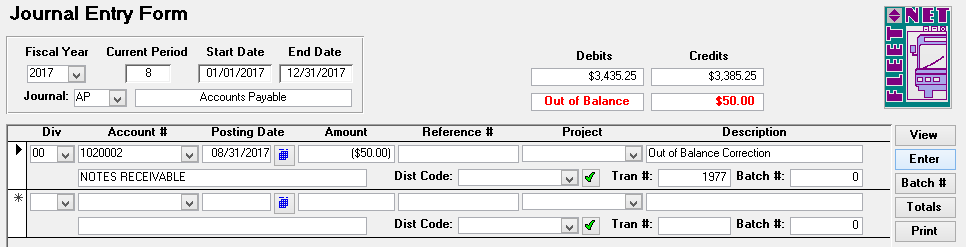 Journal Entry Form
FLEET NET
Fiscal Year Current Period Start Date End Date
2017 8 01/01/2017 12/31/2017
Journal: AP Accounts Payable
Debits Credits
$3,435.25 $3,385.25
Out of Balance $50.00
Div Account # Posting Date Amount Reference # Project Description
00 1020002 08/31/2017 ($50.00) Out of Balance Correction
NOTES RECEIVABLE Dist Code: Tran #: 1977 Batch #: 0
*
Dist Code: Tran #: Batch #: 0
View
Enter
Batch #
Totals
Print